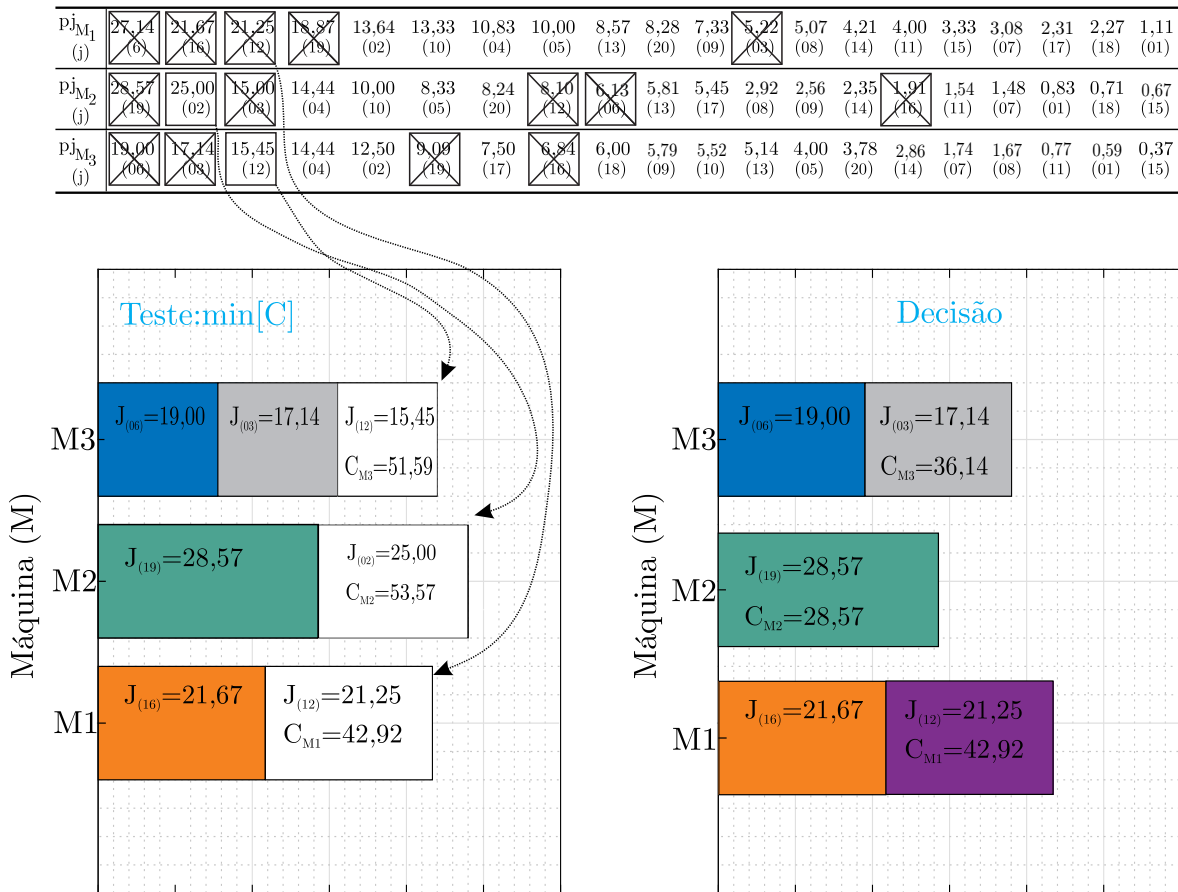 pjM1 27,14 21,67 21,25 18,87 13,64 13,33 10,83 10,00 8,57 8,28 7,33 5,22 5,07 4,21 4,00 3,33 3,08 2,31 2,27 1,11
(j) (6) (16) (12) (19) (02) (10) (04) (05) (13) (20) (09) (03) (08) (14) (11) (15) (07) (17) (18) (01)
pjM2 28,57 25,00 15,00 14,44 10,00 8,33 8,24 8,10 6,13 5,81 5,45 2,92 2,56 2,35 1,91 1,54 1,48 0,83 0,71 0,67
(j) (19) (02) (03) (04) (10) (05) (20) (12) (06) (13) (17) (08) (09) (14) (16) (11) (07) (01) (18) (15)
pjM3 19,00 17,14 15,45 14,44 12,50 9,09 7,50 6,84 6,00 5,79 5,52 5,14 4,00 3,78 2,86 1,74 1,67 0,77 0,59 0,37
(j) (06) (03) (12) (04) (02) (19) (17) (16) (18) (09) (10) (13) (05) (20) (14) (07) (08) (11) (01) (15)
Teste:min[C]
Máquina (M)
M3
J(06)=19,00
J(03)=17,14
J(12)=15,45
CM3=51,59
M2
J(19)=28,57
J(02)=25,00
CM2=53,57
M1
J(16)=21,67
J(12)=21,25
CM1=42,92
Decisão
Máquina (M)
M3
J(06)=19,00
J(03)=17,14
CM3=36,14
M2
J(19)=28,57
CM2=28,57
M1
J(16)=21,67
J(12)=21,25
CM1=42,92